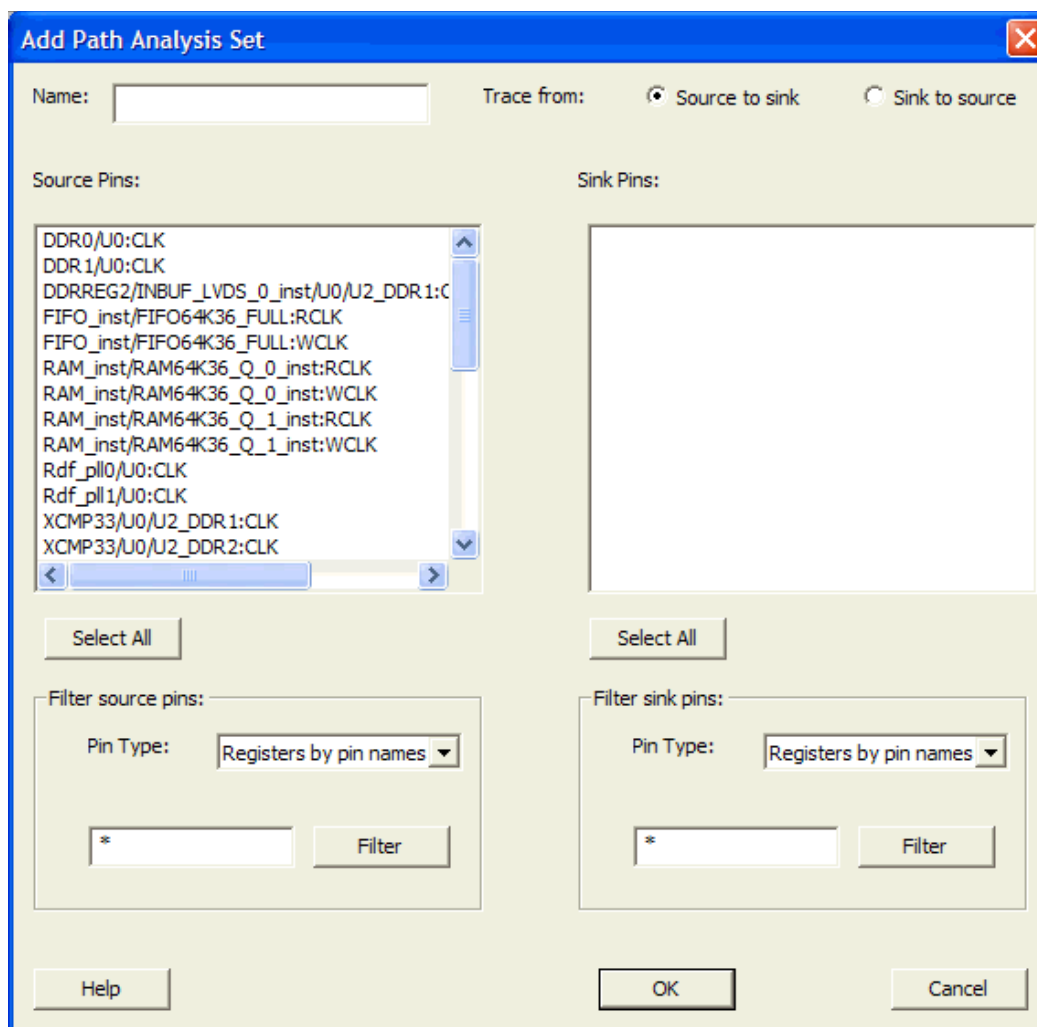 Add Path Analysis Set
Name: Trace from: Source to sink Sink to source
Source Pins: Sink Pins:
DDR0/U0:CLK
DDR1/U0:CLK
DDRREG2/INBUF_LVDS_0_inst/U0/U2_DDR1:C
FIFO_inst/FIFO64K36_FULL:RCLK
FIFO_inst/FIFO64K36_FULL:WCLK
RAM_inst/RAM64K36_Q_0_inst:RCLK
RAM_inst/RAM64K36_Q_0_inst:WCLK
RAM_inst/RAM64K36_Q_1_inst:RCLK
RAM_inst/RAM64K36_Q_1_inst:WCLK
Rdf_pll0/U0:CLK
Rdf_pll1/U0:CLK
XCMP33/U0/U2_DDR1:CLK
XCMP33/U0/U2_DDR2:CLK
Select All Select All
Filter source pins: Filter sink pins:
Pin Type: Registers by pin names Pin Type: Registers by pin names
* Filter * Filter
Help OK Cancel